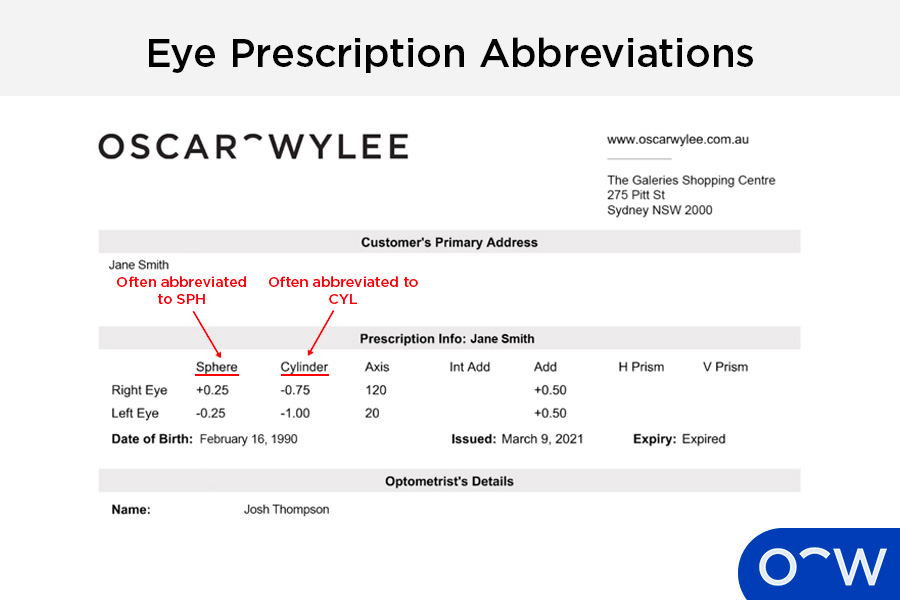 Eye Prescription Abbreviations
OSCAR WYLEE
www.oscarwylee.com.au
The Galeries Shopping Centre
275 Pitt St
Sydney NSW 2000
Customer's Primary Address
Jane Smith
Often abbreviated to SPH
Often abbreviated to CYL
Prescription Info: Jane Smith
Sphere Cylinder Axis Int Add Add H Prism V Prism
Right Eye +0.25 -0.75 120 +0.50
Left Eye -0.25 -1.00 20 +0.50
Date of Birth: February 16, 1990 Issued: March 9, 2021 Expiry: Expired
Optometrist's Details
Name: Josh Thompson
O W